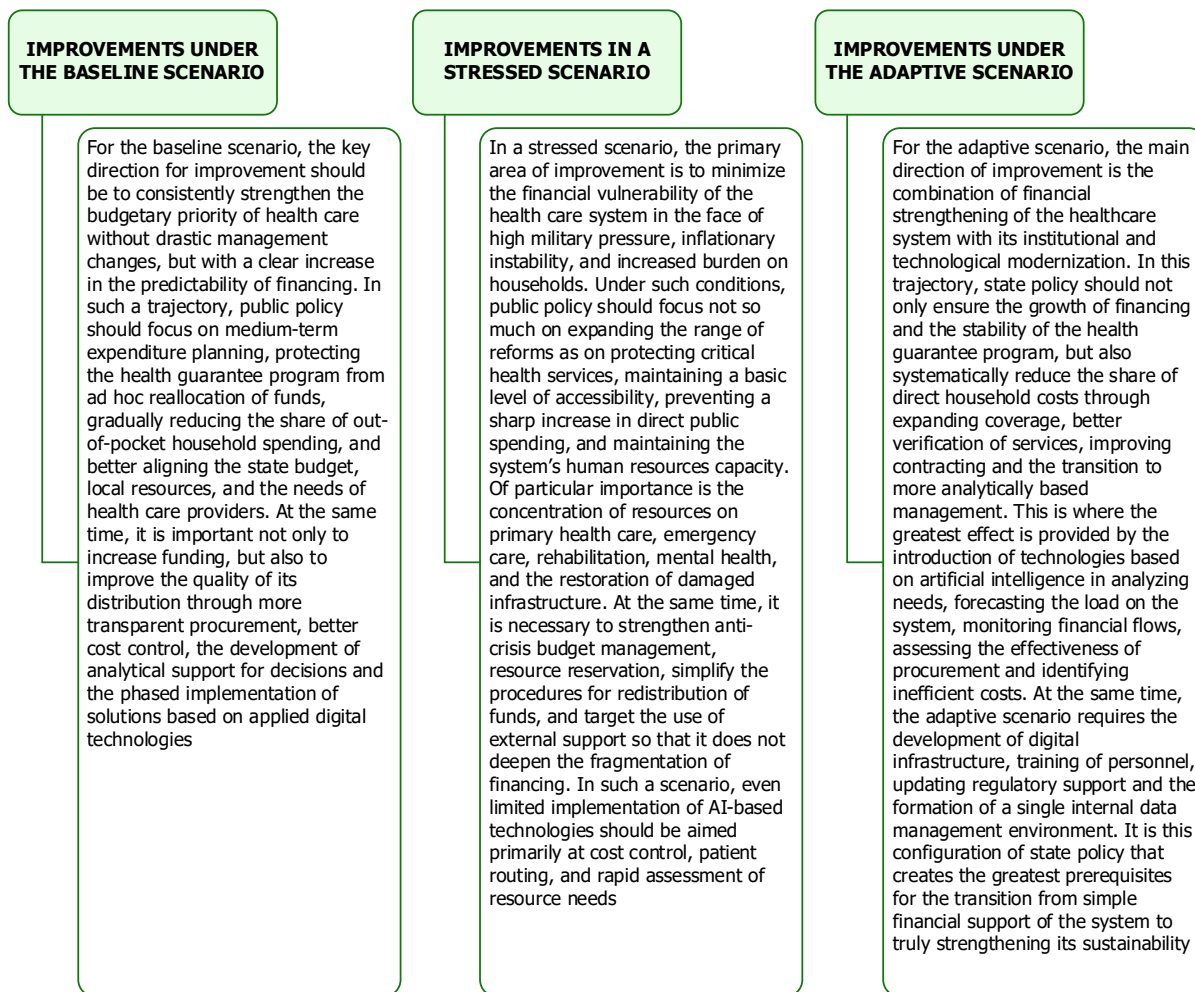 IMPROVEMENTS UNDER
THE BASELINE SCENARIO
For the baseline scenario, the key
direction for improvement should
be to consistently strengthen the
budgetary priority of health care
without drastic management
changes, but with a clear increase
in the predictability of financing. In
such a trajectory, public policy
should focus on medium-term
expenditure planning, protecting
the health guarantee program from
ad hoc reallocation of funds,
gradually reducing the share of out-
of-pocket household spending, and
better aligning the state budget,
local resources, and the needs of
health care providers. At the same
time, it is important not only to
increase funding, but also to
improve the quality of its
distribution through more
transparent procurement, better
cost control, the development of
analytical support for decisions and
the phased implementation of
solutions based on applied digital
technologies
IMPROVEMENTS IN A
STRESSED SCENARIO
In a stressed scenario, the primary
area of improvement is to minimize
the financial vulnerability of the
health care system in the face of
high military pressure, inflationary
instability, and increased burden on
households. Under such conditions,
public policy should focus not so
much on expanding the range of
reforms as on protecting critical
health services, maintaining a basic
level of accessibility, preventing a
sharp increase in direct public
spending, and maintaining the
system’s human resources capacity.
Of particular importance is the
concentration of resources on
primary health care, emergency
care, rehabilitation, mental health,
and the restoration of damaged
infrastructure. At the same time, it
is necessary to strengthen anti-
crisis budget management,
resource reservation, simplify the
procedures for redistribution of
funds, and target the use of
external support so that it does not
deepen the fragmentation of
financing. In such a scenario, even
limited implementation of AI-based
technologies should be aimed
primarily at cost control, patient
routing, and rapid assessment of
resource needs
IMPROVEMENTS UNDER
THE ADAPTIVE SCENARIO
For the adaptive scenario, the main
direction of improvement is the
combination of financial
strengthening of the healthcare
system with its institutional and
technological modernization. In this
trajectory, state policy should not
only ensure the growth of financing
and the stability of the health
guarantee program, but also
systematically reduce the share of
direct household costs through
expanding coverage, better
verification of services, improving
contracting and the transition to
more analytically based
management. This is where the
greatest effect is provided by the
introduction of technologies based
on artificial intelligence in analyzing
needs, forecasting the load on the
system, monitoring financial flows,
assessing the effectiveness of
procurement and identifying
inefficient costs. At the same time,
the adaptive scenario requires the
development of digital
infrastructure, training of personnel,
updating regulatory support and the
formation of a single internal data
management environment. It is this
configuration of state policy that
creates the greatest prerequisites
for the transition from simple
financial support of the system to
truly strengthening its sustainability